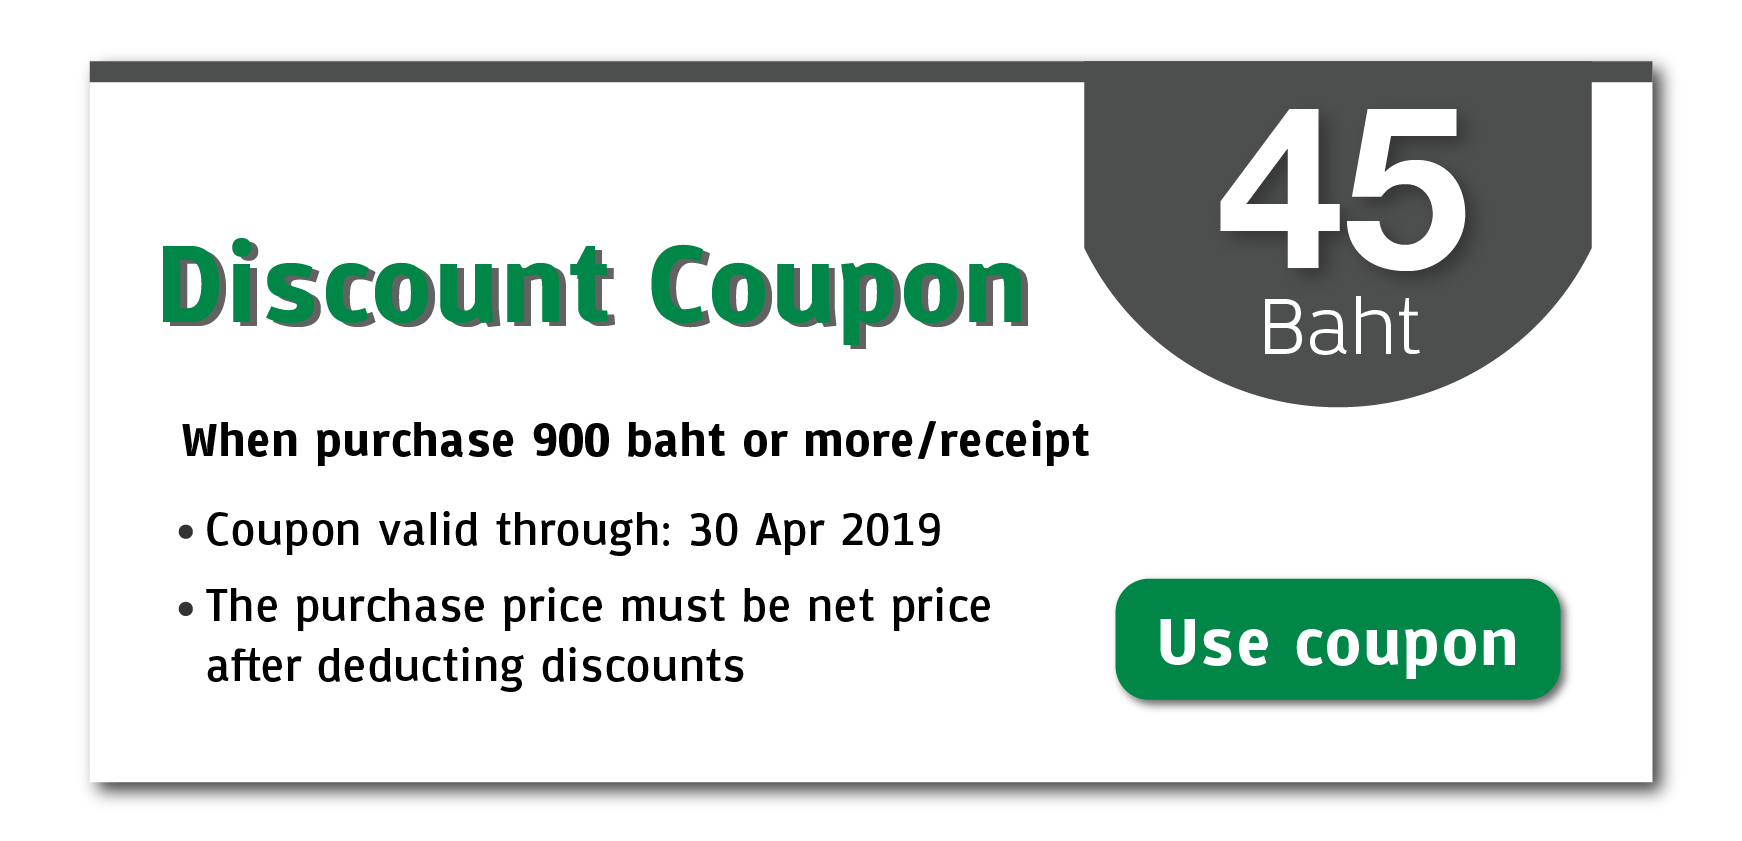 45
Baht
Discount Coupon
When purchase 900 baht or more/receipt
• Coupon valid through: 30 Apr 2019
• The purchase price must be net price
after deducting discounts
Use coupon